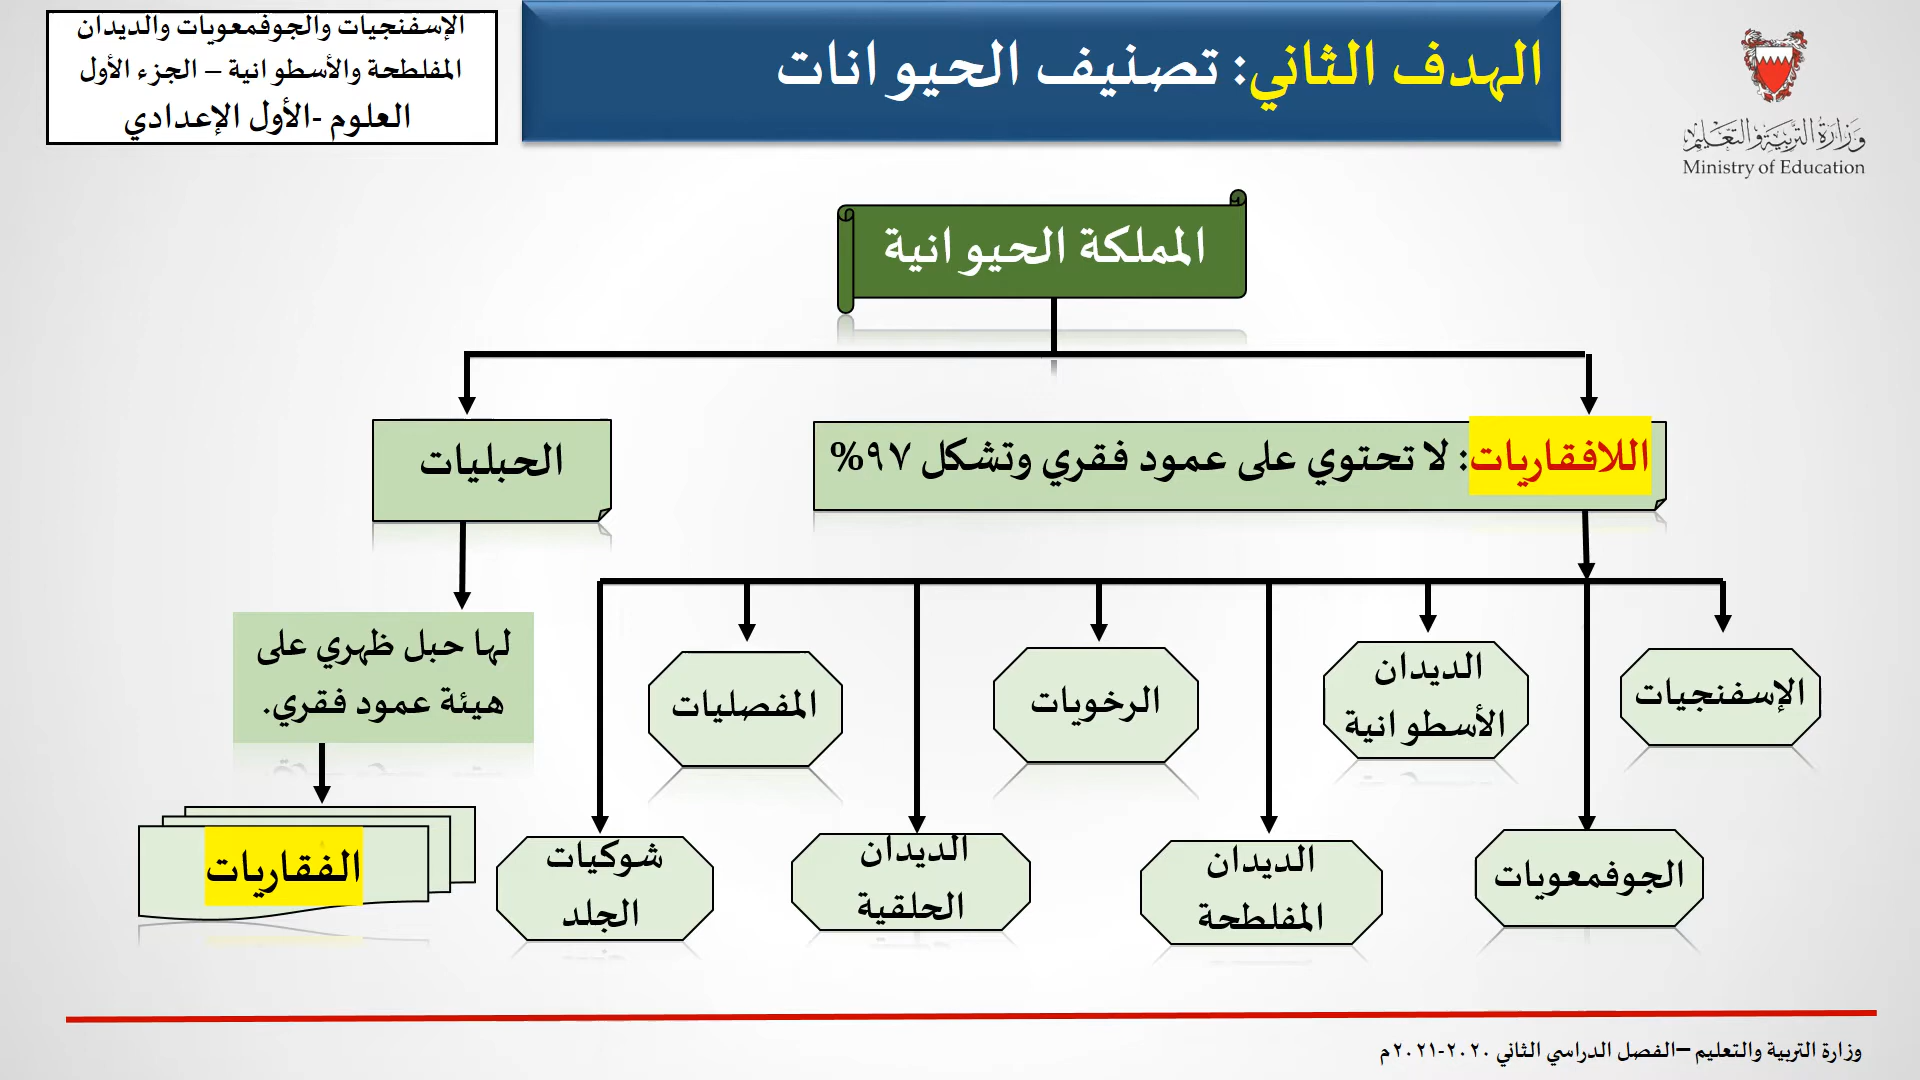 الإسفنجيات والجوفمعويات والديدان
المفلطحة والأسطوانية – الجزء الأول
العلوم -الأول الإعدادي
الهدف الثاني: تصنيف الحيوانات
وزارة التربية والتعليم
Ministry of Education
المملكة الحيوانية
اللافقاريات: لا تحتوي على عمود فقري وتشكل ٩٧%
الحبليات
لها حبل ظهري على
هيئة عمود فقري.
الإسفنجيات
الديدان
الأسطوانية
الرخويات
المفصليات
الجوفمعويات
الديدان
المفلطحة
الديدان
الحلقية
شوكيات
الجلد
الفقاريات
وزارة التربية والتعليم –الفصل الدراسي الثاني ٢٠٢٠-٢٠٢١م